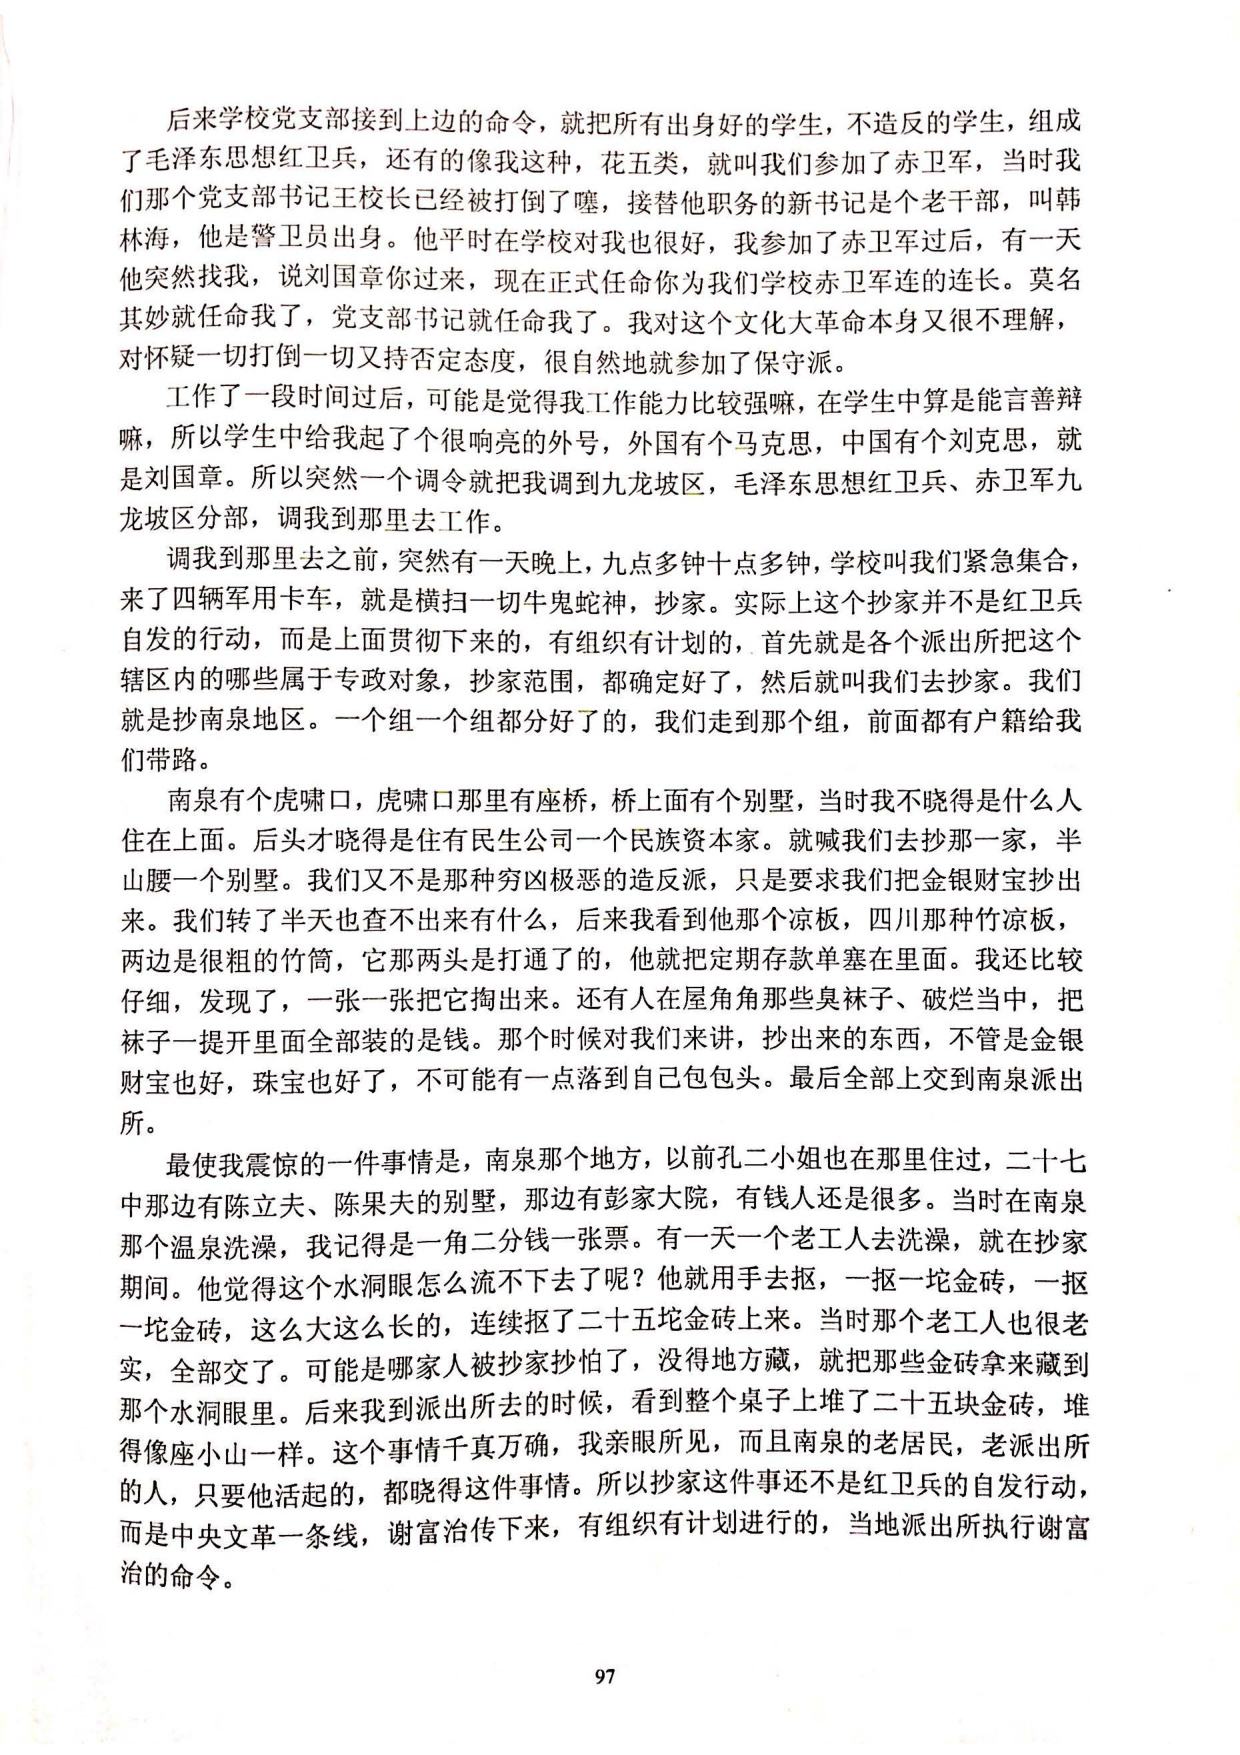 后来学校党支部接到上边的命令，就把所有出身好的学生，不造反的学生，组成
了毛泽东思想红卫兵，还有的像我这种，花五类，就叫我们参加了赤卫军，当时我
们那个党支部书记王校长已经被打倒了噻，接替他职务的新书记是个老干部，叫韩
林海，他是警卫员出身。他平时在学校对我也很好，我参加了赤卫军过后，有一天
他突然找我，说刘国章你过来，现在正式任命你为我们学校赤卫军连的连长。莫名
其妙就任命我了，党支部书记就任命我了。我对这个文化大革命本身又很不理解，
对怀疑一切打倒一切又持否定态度，很自然地就参加了保守派。
工作了一段时间过后，可能是觉得我工作能力比较强嘛，在学生中算是能言善辩
嘛，所以学生中给我起了个很响亮的外号，外国有个马克思，中国有个刘克思，就
是刘国章。所以突然一个调令就把我调到九龙坡区，毛泽东思想红卫兵、赤卫军九
龙坡区分部，调我到那里去工作。
调我到那里去之前，突然有一天晚上，九点多钟十点多钟，学校叫我们紧急集合，
来了四辆军用卡车，就是横扫一切牛鬼蛇神，抄家。实际上这个抄家并不是红卫兵
自发的行动，而是上面贯彻下来的，有组织有计划的，首先就是各个派出所把这个
辖区内的哪些属于专政对象，抄家范围，都确定好了，然后就叫我们去抄家。我们
就是抄南泉地区。一个组一个组都分好了的，我们走到那个组，前面都有户籍给我
们带路。
南泉有个虎啸口，虎啸口那里有座桥，桥上面有个别墅，当时我不晓得是什么人
住在上面。后头才晓得是住有民生公司一个民族资本家。就喊我们去抄那一家，半
山腰一个别墅。我们又不是那种穷凶极恶的造反派，只是要求我们把金银财宝抄出
来。我们转了半天也查不出来有什么，后来我看到他那个凉板，四川那种竹凉板，
两边是很粗的竹筒，它那两头是打通了的，他就把定期存款单塞在里面。我还比较
仔细，发现了，一张一张把它掏出来。还有人在屋角角那些臭袜子、破烂当中，把
袜子一提开里面全部装的是钱。那个时候对我们来讲，抄出来的东西，不管是金银
财宝也好，珠宝也好了，不可能有一点落到自己包包头。最后全部上交到南泉派出
所。
最使我震惊的一件事情是，南泉那个地方，以前孔二小姐也在那里住过，二十七
中那边有陈立夫、陈果夫的别墅，那边有彭家大院，有钱人还是很多。当时在南泉
那个温泉洗澡，我记得是一角二分钱一张票。有一天一个老工人去洗澡，就在抄家
期间。他觉得这个水洞眼怎么流不下去了呢？他就用手去抠，一抠一坨金砖，一抠
一坨金砖，这么大这么长的，连续抠了二十五坨金砖上来。当时那个老工人也很老
实，全部交了。可能是哪家人被抄家抄怕了，没得地方藏，就把那些金砖拿来藏到
那个水洞眼里。后来我到派出所去的时候，看到整个桌子上堆了二十五块金砖，堆
得像座小山一样。这个事情千真万确，我亲眼所见，而且南泉的老居民，老派出所
的人，只要他活起的，都晓得这件事情。所以抄家这件事还不是红卫兵的自发行动，
而是中央文革一条线，谢富治传下来，有组织有计划进行的，当地派出所执行谢富
治的命令。
97